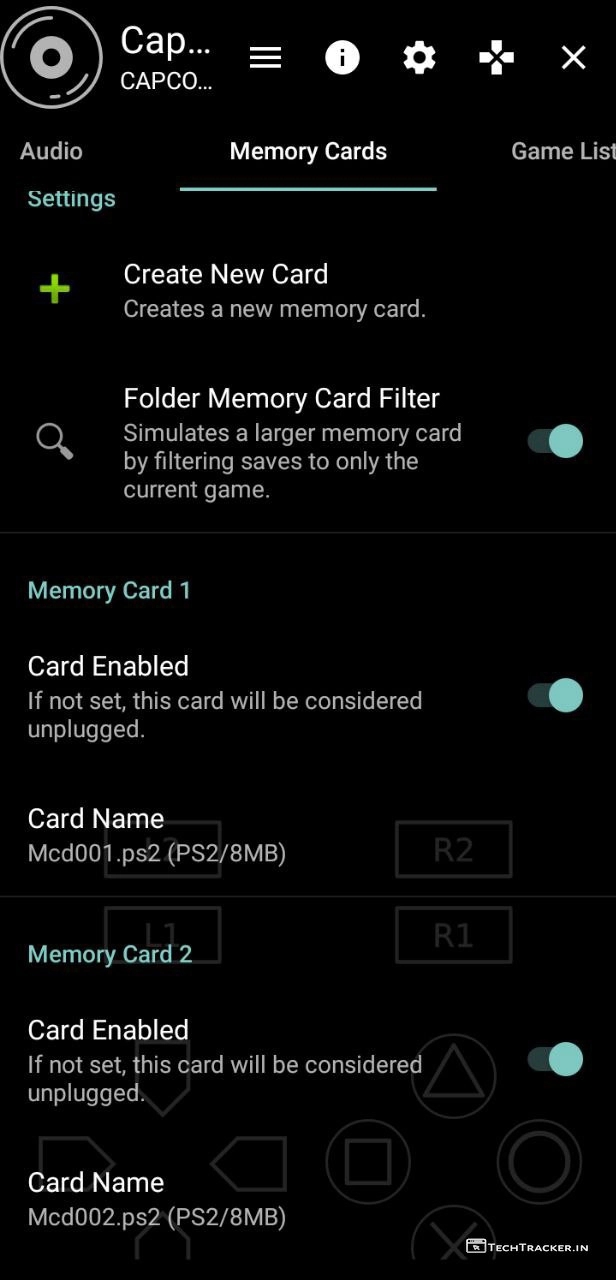 Cap...
CAPCO...
Audio
Memory Cards
Game List
Settings
Create New Card
Creates a new memory card.
Folder Memory Card Filter
Simulates a larger memory card
by filtering saves to only the
current game.
Memory Card 1
Card Enabled
If not set, this card will be considered
unplugged.
Card Name
Mcd001.ps2 (PS2/8MB)
L2
R2
L1
R1
Memory Card 2
Card Enabled
If not set, this card will be considered
unplugged.
Card Name
Mcd002.ps2 (PS2/8MB)
TECHTRACKER.IN